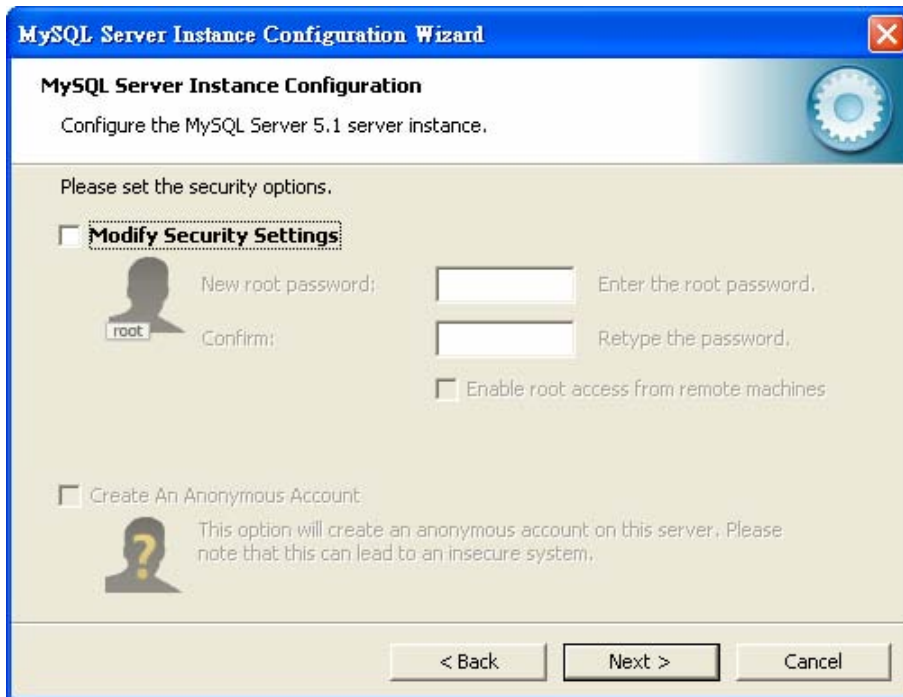 MySQL Server Instance Configuration Wizard
MySQL Server Instance Configuration
Configure the MySQL Server 5.1 server instance.
Please set the security options.
Modify Security Settings
New root password:
Enter the root password.
root
Confirm:
Retype the password.
Enable root access from remote machines
Create An Anonymous Account
This option will create an anonymous account on this server. Please
note that this can lead to an insecure system.
< Back
Next >
Cancel